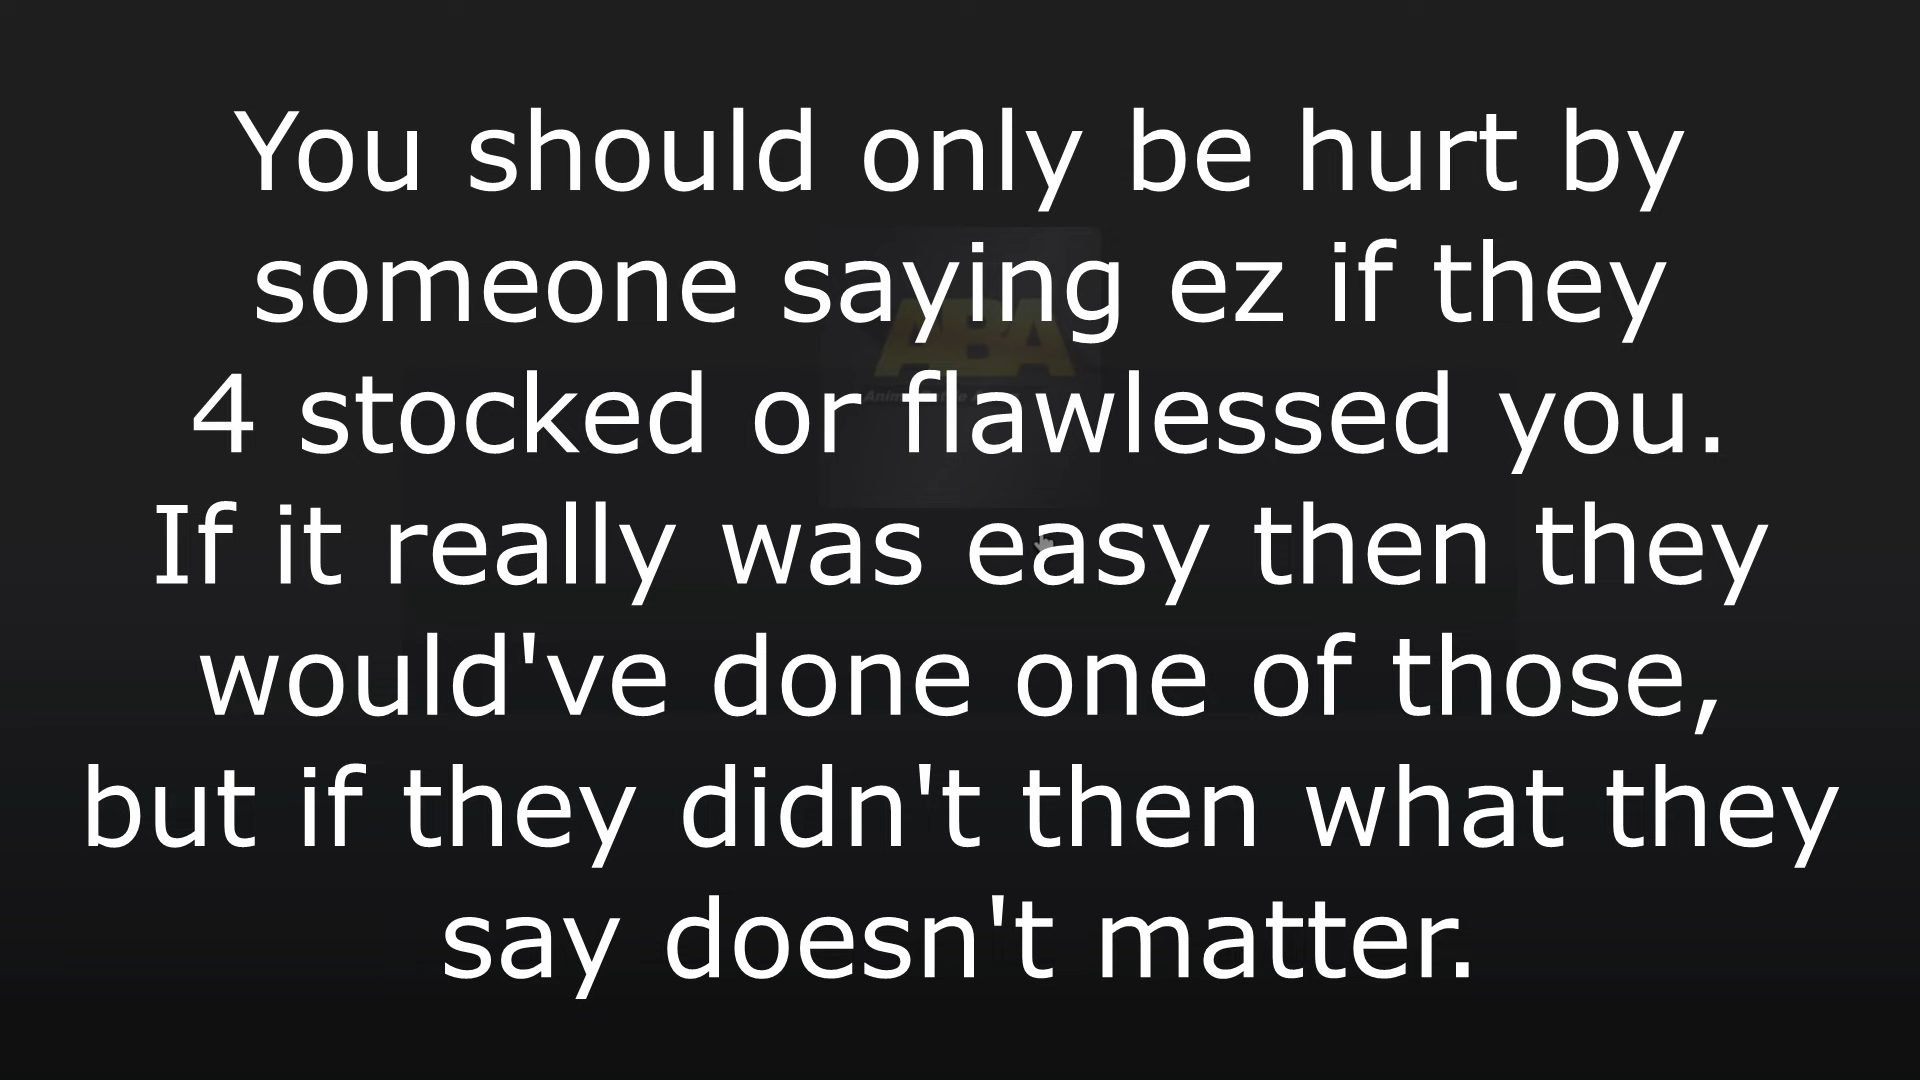 You should only be hurt by
someone saying ez if they
ABA
4 stocked or flawlessed you.
If it really was easy then they
would've done one of those,
but if they didn't then what they
say doesn't matter.